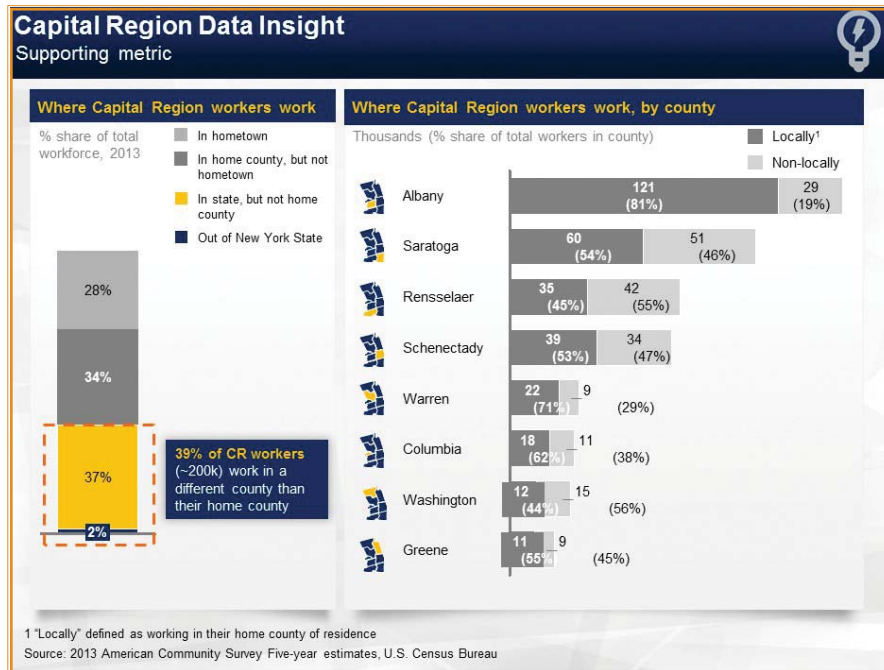 Capital Region Data Insight
Supporting metric
Where Capital Region workers work
% share of total
workforce, 2013
In hometown
In home county, but not
hometown
In state, but not home
county
Out of New York State
28%
34%
37%
2%
39% of CR workers
(~200k) work in a
different county than
their home county
Where Capital Region workers work, by county
Thousands (% share of total workers in county)
Locally¹
Non-locally
Albany
121
(81%)
29
(19%)
Saratoga
60
(54%)
51
(46%)
Rensselaer
35
(45%)
42
(55%)
Schenectady
39
(53%)
34
(47%)
Warren
22
(71%)
9
(29%)
Columbia
18
(62%)
11
(38%)
Washington
12
(44%)
15
(56%)
Greene
11
(55%)
9
(45%)
1 "Locally" defined as working in their home county of residence
Source: 2013 American Community Survey Five-year estimates, U.S. Census Bureau